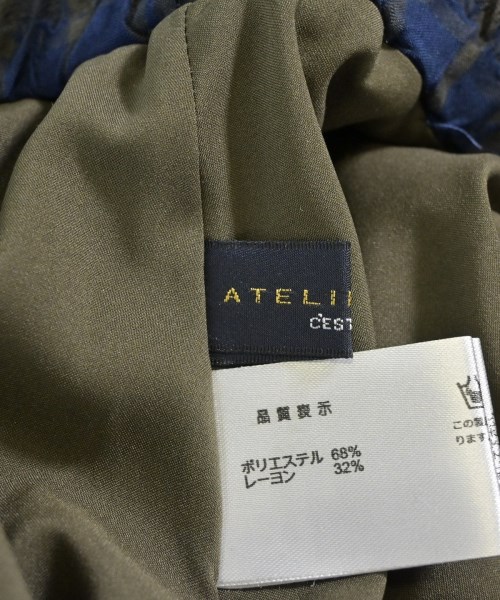 ATELI
C'EST
品質表示
ポリエステル 68%
レーヨン 32%
この製
ります